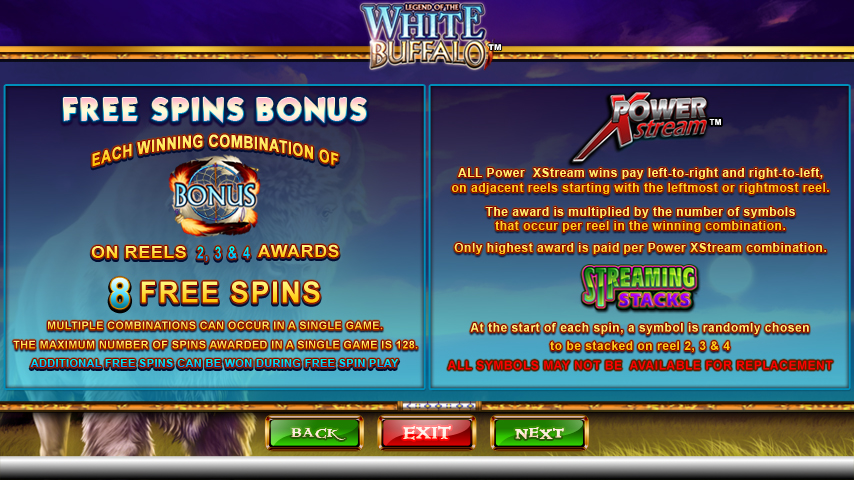 LEGEND OF THE
WHITE
BUFFALO™
FREE SPINS BONUS
EACH WINNING COMBINATION OF
BONUS
ON REELS 2, 3 & 4 AWARDS
8 FREE SPINS
MULTIPLE COMBINATIONS CAN OCCUR IN A SINGLE GAME.
THE MAXIMUM NUMBER OF SPINS AWARDED IN A SINGLE GAME IS 128.
ADDITIONAL FREE SPINS CAN BE WON DURING FREE SPIN PLAY
POWER
Xstream™
ALL Power XStream wins pay left-to-right and right-to-left,
on adjacent reels starting with the leftmost or rightmost reel.
The award is multiplied by the number of symbols
that occur per reel in the winning combination.
Only highest award is paid per Power XStream combination.
STREAMING
STACKS
At the start of each spin, a symbol is randomly chosen
to be stacked on reel 2, 3 & 4
ALL SYMBOLS MAY NOT BE AVAILABLE FOR REPLACEMENT
BACK
EXIT
NEXT